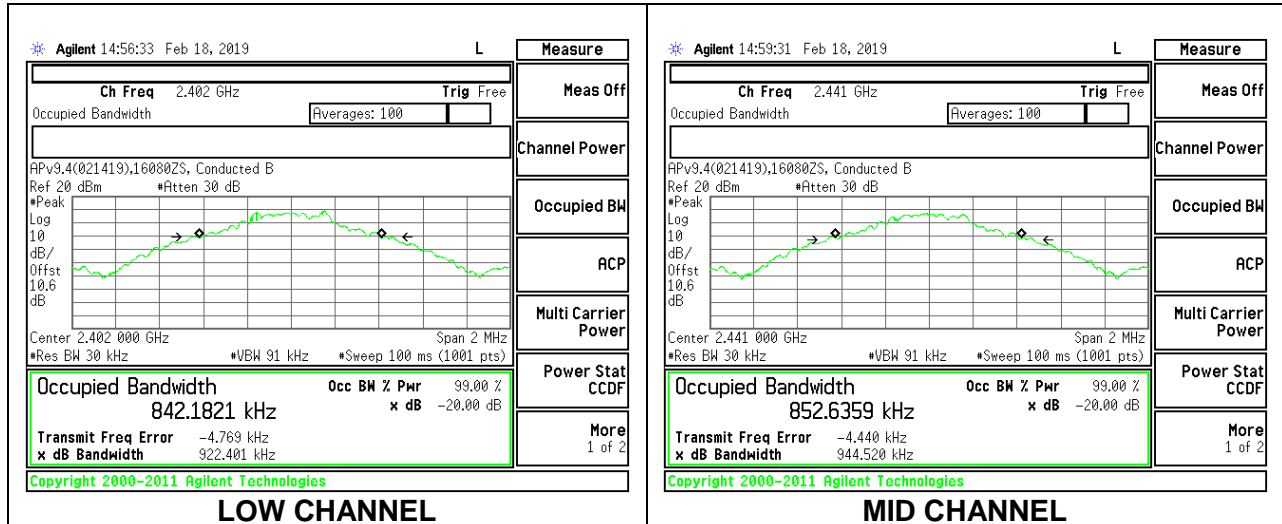 Agilent 14:56:33 Feb 18, 2019 L
Measure
Ch Freq 2.402 GHz Trig Free
Occupied Bandwidth Averages: 100
APv9.4(021419),16080ZS, Conducted B
Ref 20 dBm #Atten 30 dB
#Peak
Log
10
dB/
Offst
10.6
dB
Center 2.402 000 GHz Span 2 MHz
#Res BW 30 kHz #VBW 91 kHz #Sweep 100 ms (1001 pts)
Occupied Bandwidth Occ BW % Pwr 99.00 %
842.1821 kHz x dB -20.00 dB
Transmit Freq Error -4.769 kHz
x dB Bandwidth 922.401 kHz
Meas Off
Channel Power
Occupied BW
ACP
Multi Carrier
Power
Power Stat
CCDF
More
1 of 2
Copyright 2000-2011 Agilent Technologies
LOW CHANNEL
Agilent 14:59:31 Feb 18, 2019 L
Measure
Ch Freq 2.441 GHz Trig Free
Occupied Bandwidth Averages: 100
APv9.4(021419),16080ZS, Conducted B
Ref 20 dBm #Atten 30 dB
#Peak
Log
10
dB/
Offst
10.6
dB
Center 2.441 000 GHz Span 2 MHz
#Res BW 30 kHz #VBW 91 kHz #Sweep 100 ms (1001 pts)
Occupied Bandwidth Occ BW % Pwr 99.00 %
852.6359 kHz x dB -20.00 dB
Transmit Freq Error -4.440 kHz
x dB Bandwidth 944.520 kHz
Meas Off
Channel Power
Occupied BW
ACP
Multi Carrier
Power
Power Stat
CCDF
More
1 of 2
Copyright 2000-2011 Agilent Technologies
MID CHANNEL